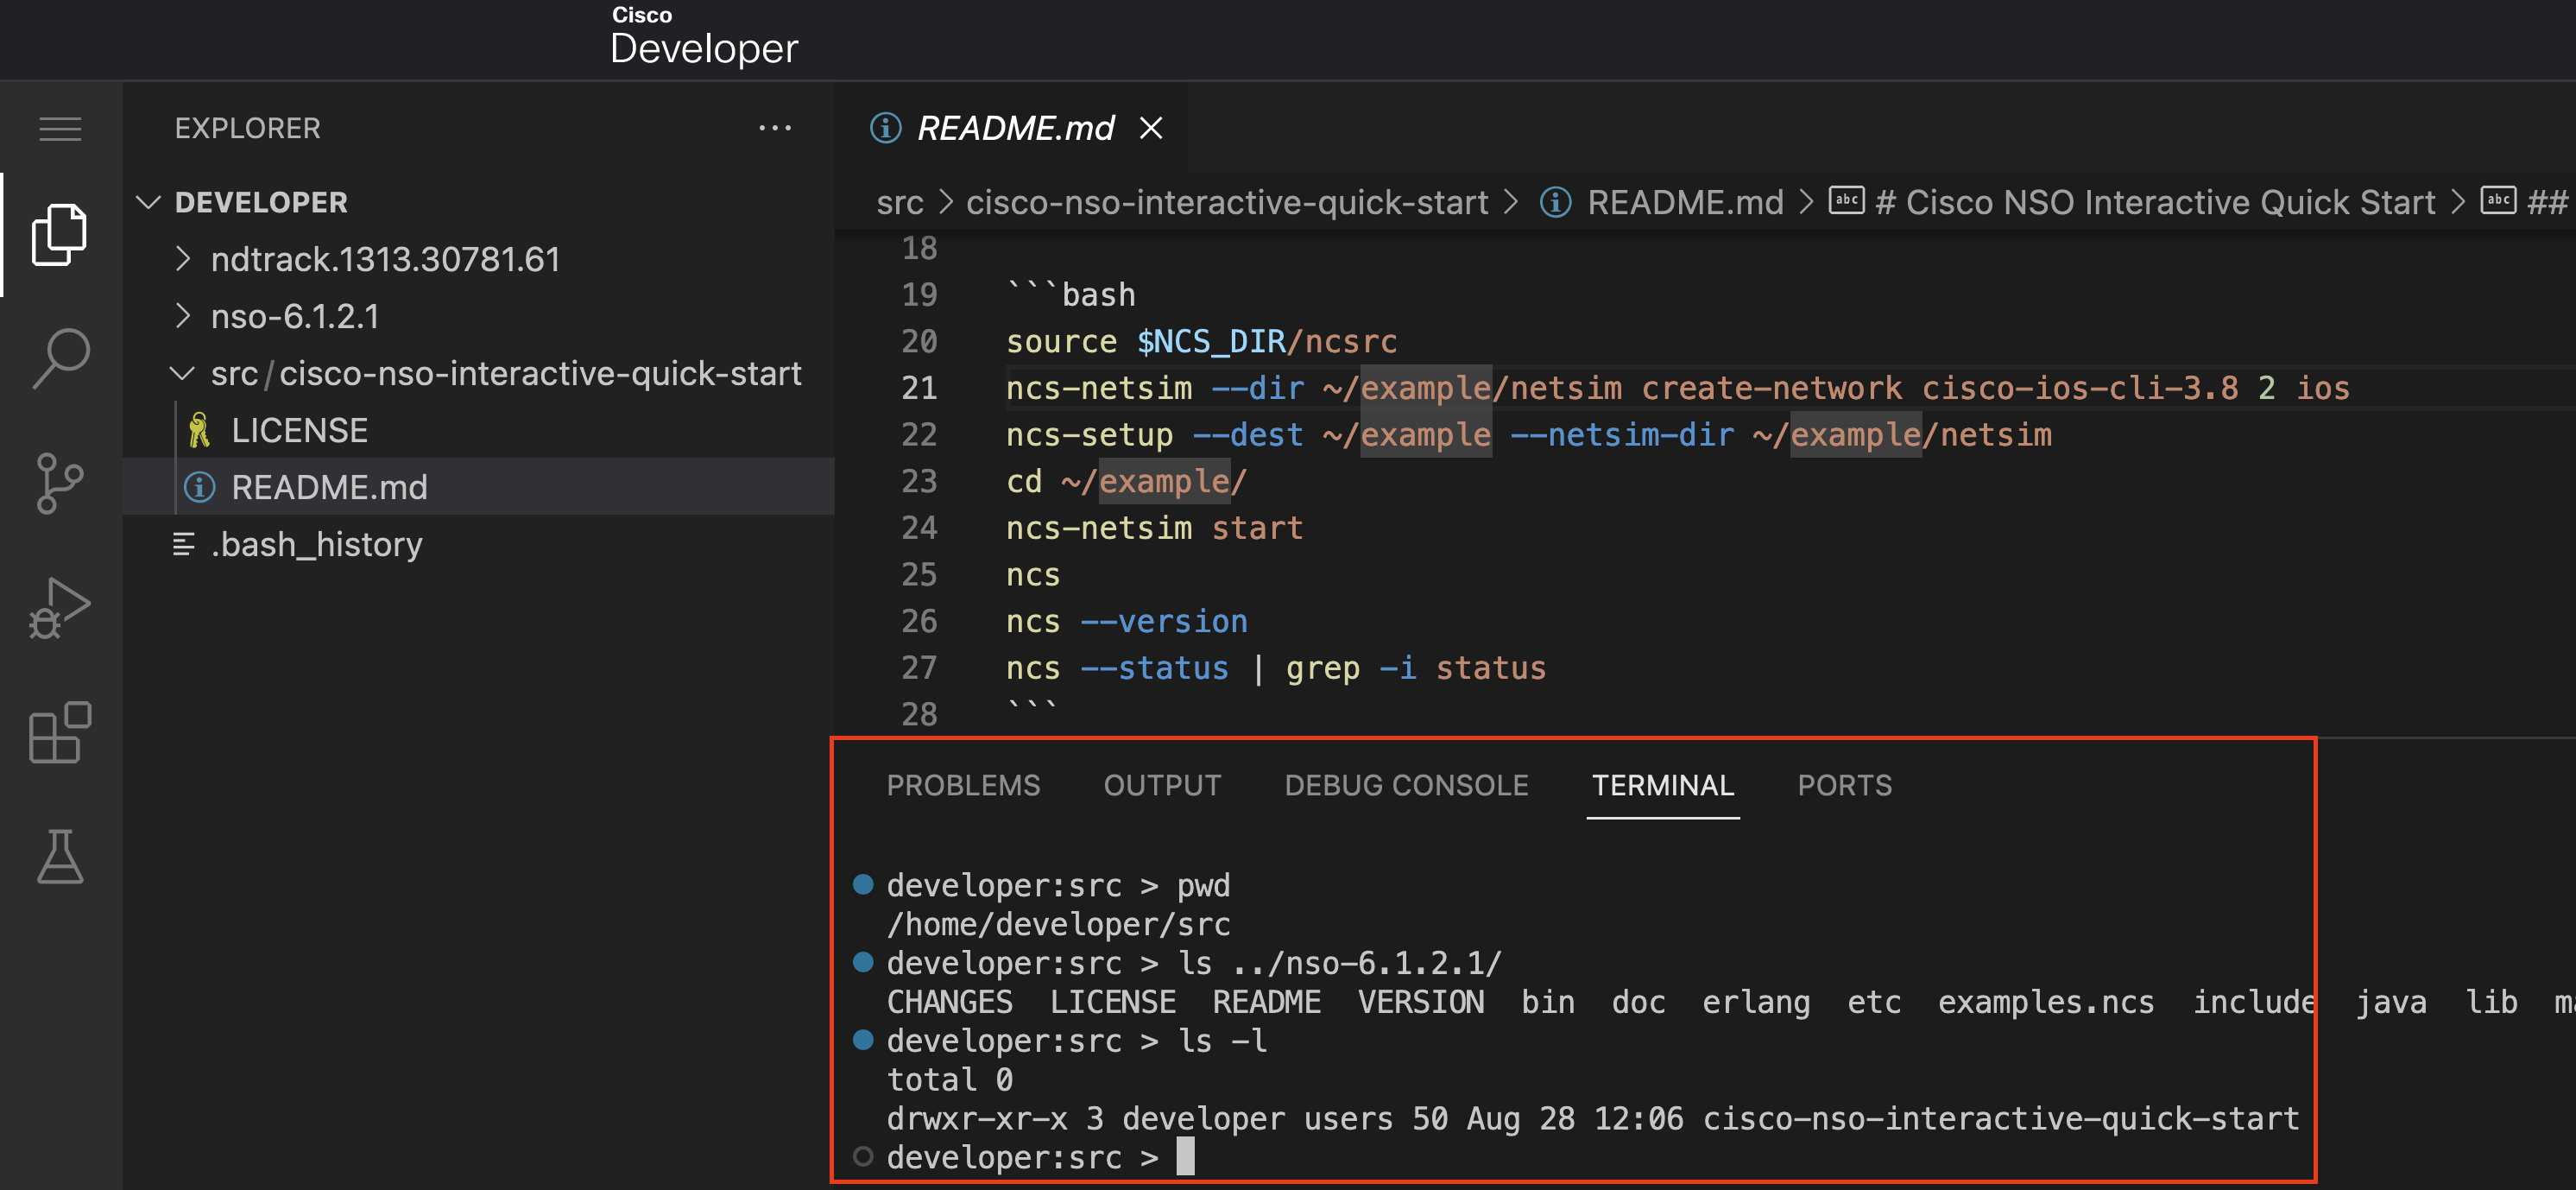 Cisco
Developer
EXPLORER
DEVELOPER
ndtrack.1313.30781.61
nso-6.1.2.1
src/cisco-nso-interactive-quick-start
LICENSE
README.md
.bash_history
README.md
src > cisco-nso-interactive-quick-start > README.md > abc # Cisco NSO Interactive Quick Start > abc ##
18
19 ```bash
20 source $NCS_DIR/ncsrc
21 ncs-netsim --dir ~/example/netsim create-network cisco-ios-cli-3.8 2 ios
22 ncs-setup --dest ~/example --netsim-dir ~/example/netsim
23 cd ~/example/
24 ncs-netsim start
25 ncs
26 ncs --version
27 ncs --status | grep -i status
28 ```
PROBLEMS OUTPUT DEBUG CONSOLE TERMINAL PORTS
developer:src > pwd
/home/developer/src
developer:src > ls ../nso-6.1.2.1/
CHANGES LICENSE README VERSION bin doc erlang etc examples.ncs include java lib
developer:src > ls -l
total 0
drwxr-xr-x 3 developer users 50 Aug 28 12:06 cisco-nso-interactive-quick-start
developer:src >